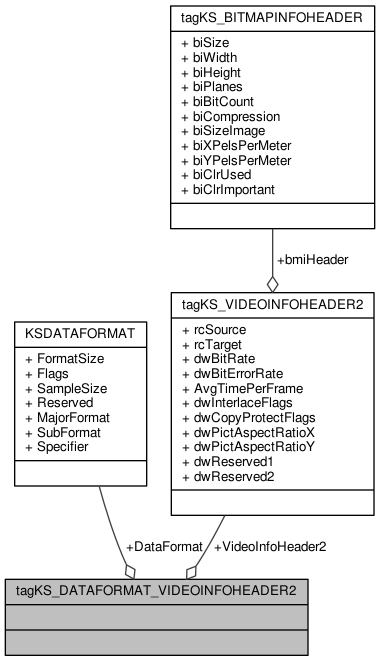 tagKS_BITMAPINFOHEADER
+ biSize
+ biWidth
+ biHeight
+ biPlanes
+ biBitCount
+ biCompression
+ biSizeImage
+ biXPelsPerMeter
+ biYPelsPerMeter
+ biClrUsed
+ biClrImportant
+bmiHeader
tagKS_VIDEOINFOHEADER2
+ rcSource
+ rcTarget
+ dwBitRate
+ dwBitErrorRate
+ AvgTimePerFrame
+ dwInterlaceFlags
+ dwCopyProtectFlags
+ dwPictAspectRatioX
+ dwPictAspectRatioY
+ dwReserved1
+ dwReserved2
KSDATAFORMAT
+ FormatSize
+ Flags
+ SampleSize
+ Reserved
+ MajorFormat
+ SubFormat
+ Specifier
+DataFormat
+VideoInfoHeader2
tagKS_DATAFORMAT_VIDEOINFOHEADER2